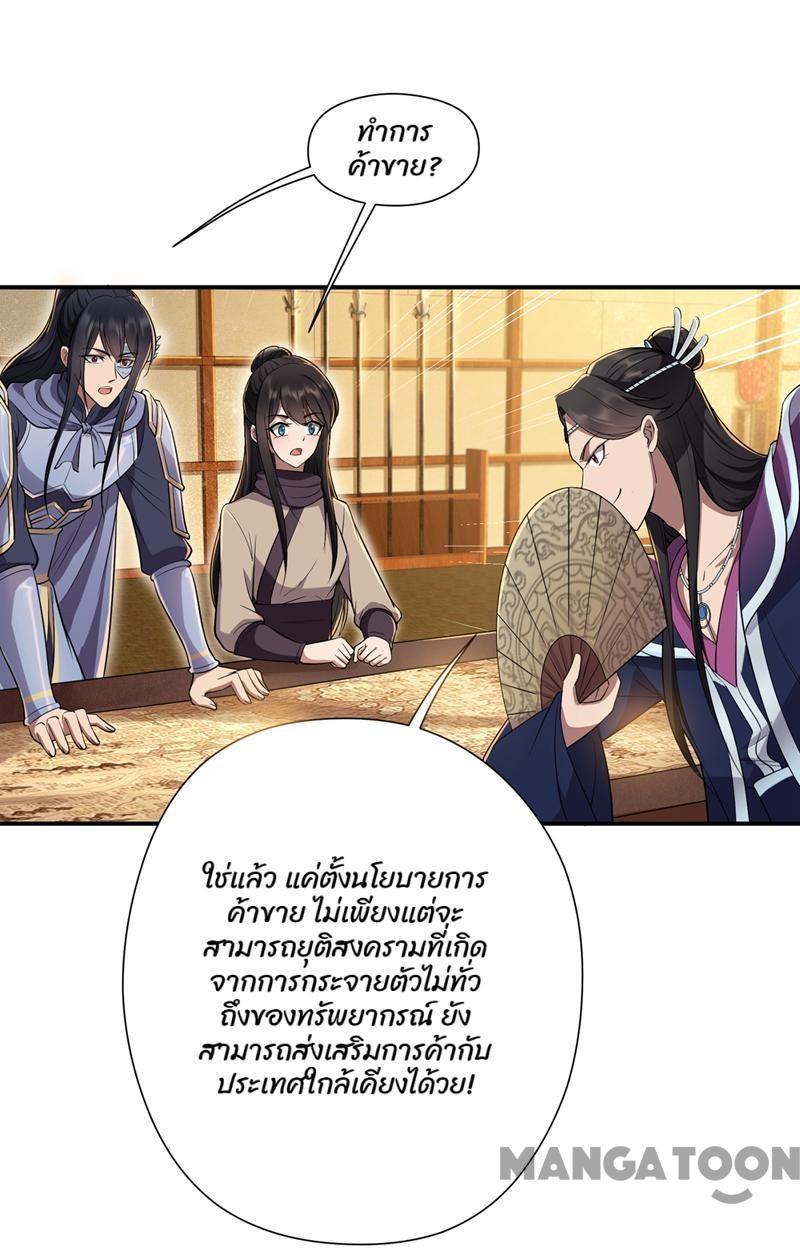 ทำการ
ค้าขาย?
ใช่แล้ว แค่ตั้งนโยบายการ
ค้าขาย ไม่เพียงแต่จะ
สามารถยุติสงครามที่เกิด
จากการกระจายตัวไม่ทั่ว
ถึงของทรัพยากรณ์ ยัง
สามารถส่งเสริมการค้ากับ
ประเทศใกล้เคียงได้วย!
MANGATOON